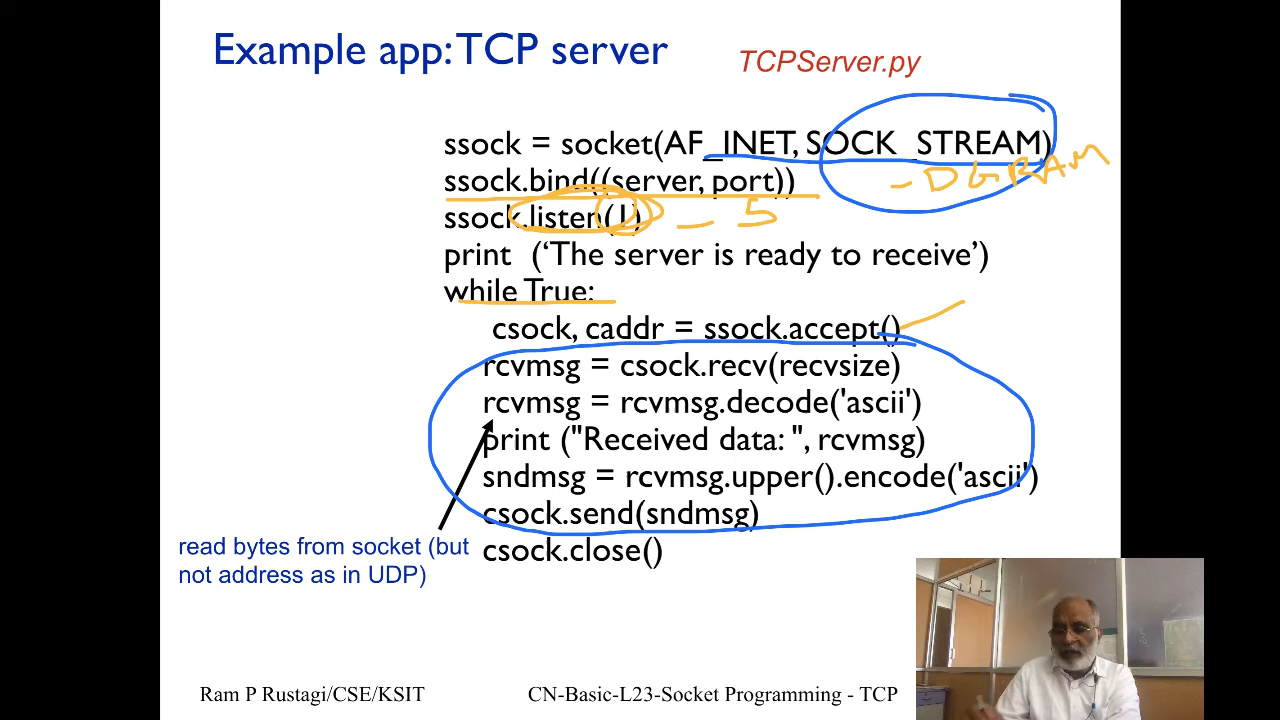 Example app: TCP server
TCPServer.py
ssock = socket(AF_INET, SOCK_STREAM)
- DGRAM
ssock.bind((server, port))
ssock.listen(1) - 5
print (‘The server is ready to receive’)
while True:
csock, caddr = ssock.accept()
rcvmsg = csock.recv(recvsize)
rcvmsg = rcvmsg.decode('ascii')
print ("Received data: ", rcvmsg)
sndmsg = rcvmsg.upper().encode('ascii')
csock.send(sndmsg)
csock.close()
read bytes from socket (but
not address as in UDP)
Ram P Rustagi/CSE/KSIT
CN-Basic-L23-Socket Programming - TCP